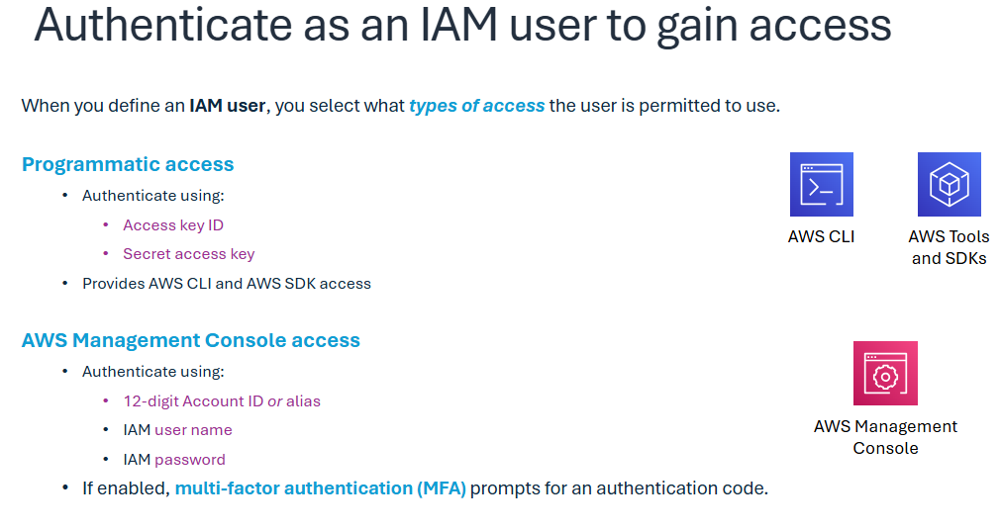 Authenticate as an IAM user to gain access
When you define an IAM user, you select what types of access the user is permitted to use.
Programmatic access
• Authenticate using:
• Access key ID
• Secret access key
• Provides AWS CLI and AWS SDK access
AWS CLI
AWS Tools
and SDKs
AWS Management Console access
• Authenticate using:
• 12-digit Account ID or alias
• IAM user name
• IAM password
• If enabled, multi-factor authentication (MFA) prompts for an authentication code.
AWS Management
Console